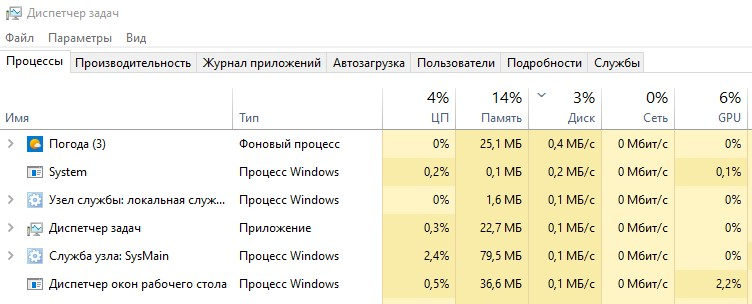 Диспетчер задач
Файл Параметры Вид
Процессы Производительность Журнал приложений Автозагрузка Пользователи Подробности Службы
4% 14% 3% 0% 6%
Имя Тип ЦП Память Диск Сеть GPU
Погода (3) Фоновый процесс 0% 25,1 МБ 0,4 МБ/с 0 Мбит/с 0%
System Процесс Windows 0,2% 0,1 МБ 0,2 МБ/с 0 Мбит/с 0,1%
Узел службы: локальная служ... Процесс Windows 0% 1,6 МБ 0,1 МБ/с 0 Мбит/с 0%
Диспетчер задач Приложение 0,3% 22,7 МБ 0,1 МБ/с 0 Мбит/с 0%
Служба узла: SysMain Процесс Windows 2,4% 79,5 МБ 0,1 МБ/с 0 Мбит/с 0%
Диспетчер окон рабочего стола Процесс Windows 0,5% 36,6 МБ 0,1 МБ/с 0 Мбит/с 2,2%